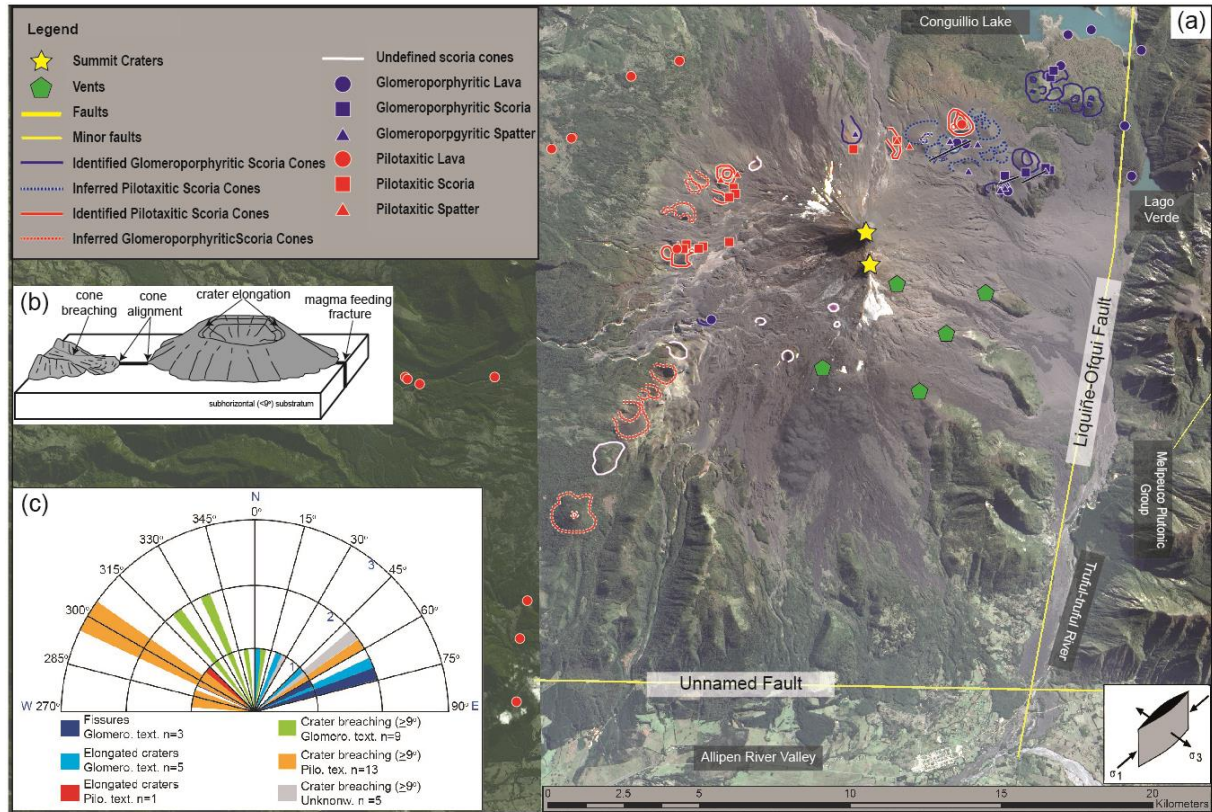 (a)
Conguillio Lake
Legend
Summit Craters
Vents
Faults
Minor faults
Identified Glomeroporphyritic Scoria Cones
Inferred Pilotaxitic Scoria Cones
Identified Pilotaxitic Scoria Cones
Inferred GlomeroporphyriticScoria Cones
Undefined scoria cones
Glomeroporphyritic Lava
Glomeroporphyritic Scoria
Glomeroporpgyritic Spatter
Pilotaxitic Lava
Pilotaxitic Scoria
Pilotaxitic Spatter
Lago
Verde
Liquiñe-Ofqui Fault
Melipeuco Plutonic
Group
Truful-truful River
Unnamed Fault
Allipen River Valley
σ1
σ3
0 5 10 15 20
Kilometers
(b)
cone
breaching
cone
alignment
crater elongation
magma feeding
fracture
subhorizontal (<9º) substratum
(c)
N
345º 0º 15º
330º 30º
315º 45º
300º 60º
285º 75º
W 270º 90º E
1
2
3
Fissures
Glomero. text. n=3
Elongated craters
Glomero. text. n=5
Elongated craters
Pilo. text. n=1
Crater breaching (≥9º)
Glomoro. text. n=9
Crater breaching (≥9º)
Pilo. tex. n=13
Crater breaching (≥9º)
Unknonw. n =5